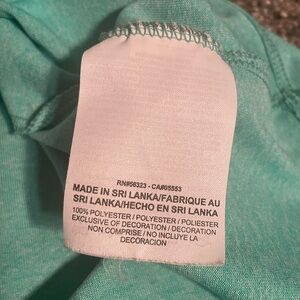 RN#56323 - CA#05553
MADE IN SRI LANKA/FABRIQUE AU
SRI LANKA/HECHO EN SRI LANKA
100% POLYESTER / POLYESTER / POLIESTER
EXCLUSIVE OF DECORATION / DECORATION
NON COMPRISE / NO INCLUYE LA
DECORACION